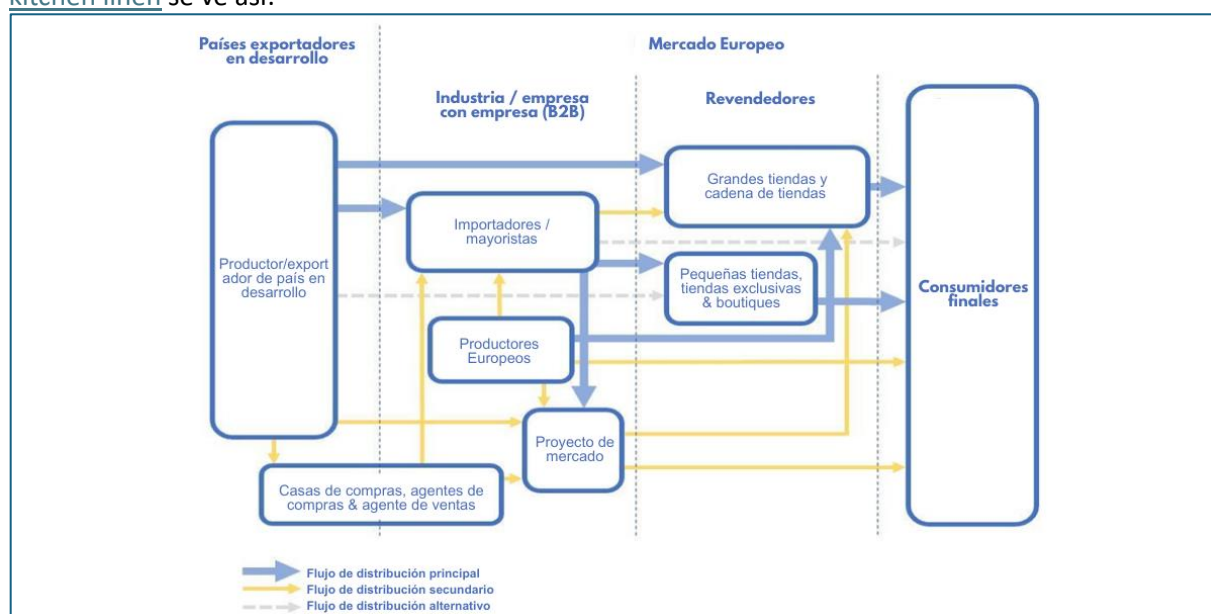 kitchen linen se ve así:
Países exportadores
en desarrollo
Mercado Europeo
Industria / empresa
con empresa (B2B)
Revendedores
Productor/export
ador de país en
desarrollo
Importadores /
mayoristas
Grandes tiendas y
cadena de tiendas
Pequeñas tiendas,
tiendas exclusivas
& boutiques
Consumidores
finales
Productores
Europeos
Proyecto de
mercado
Casas de compras, agentes de
compras & agente de ventas
Flujo de distribución principal
Flujo de distribución secundario
Flujo de distribución alternativo